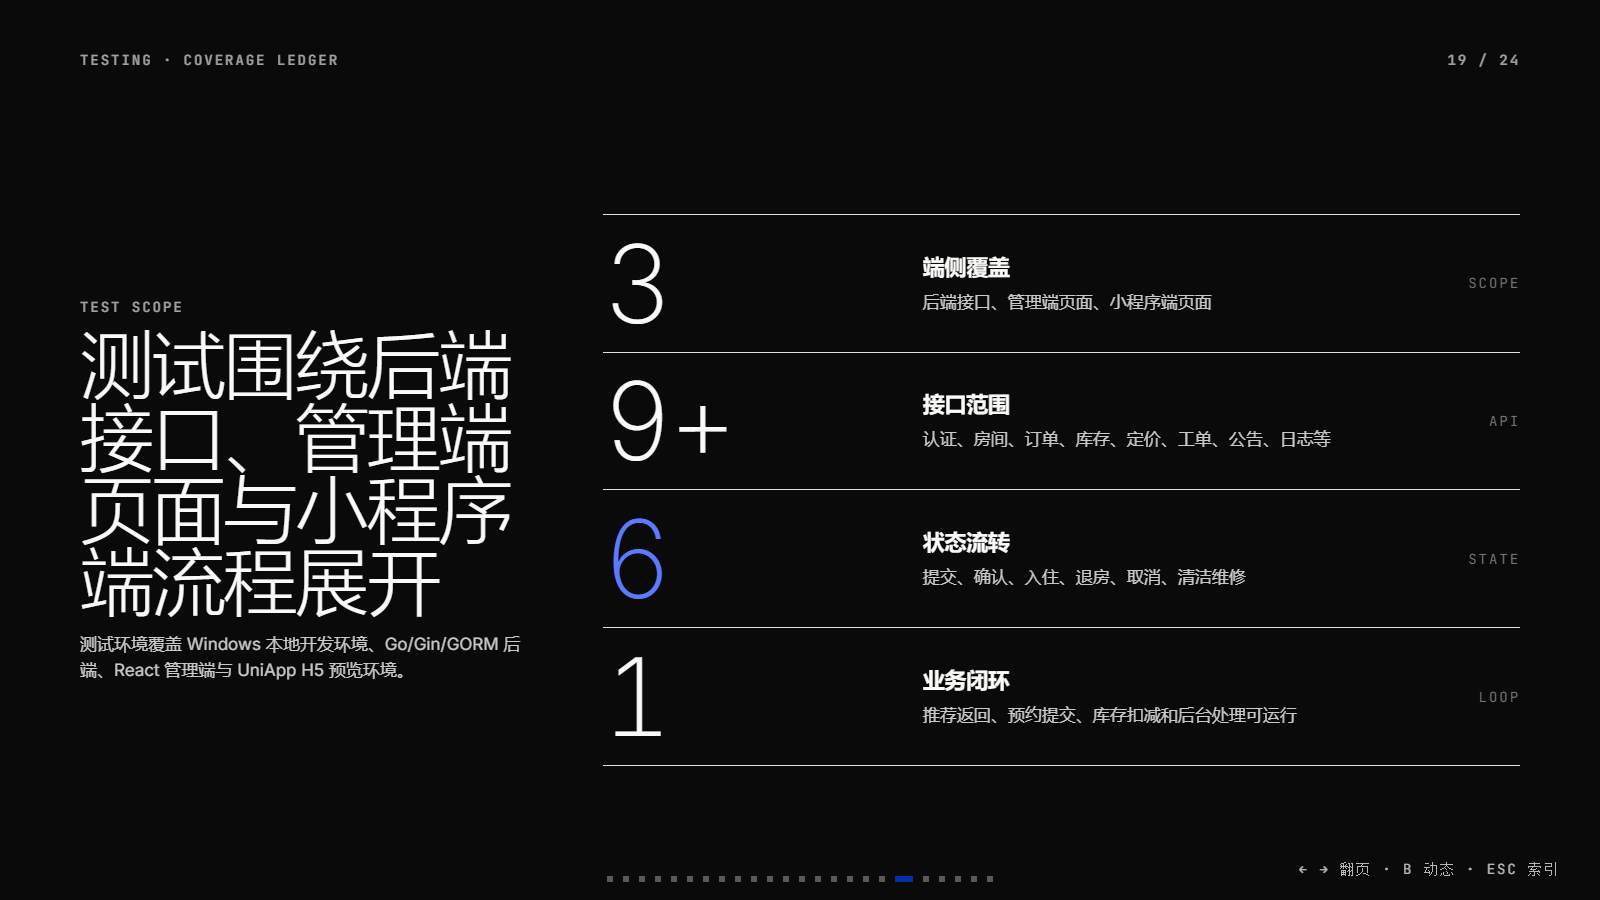 TESTING · COVERAGE LEDGER
19 / 24
TEST SCOPE
测试围绕后端
接口、管理端
页面与小程序
端流程展开
测试环境覆盖 Windows 本地开发环境、Go/Gin/GORM 后
端、React 管理端与 UniApp H5 预览环境。
3
端侧覆盖
后端接口、管理端页面、小程序端页面
SCOPE
9+
接口范围
认证、房间、订单、库存、定价、工单、公告、日志等
API
6
状态流转
提交、确认、入住、退房、取消、清洁维修
STATE
1
业务闭环
推荐返回、预约提交、库存扣减和后台处理可运行
LOOP
← → 翻页 · B 动态 · ESC 索引